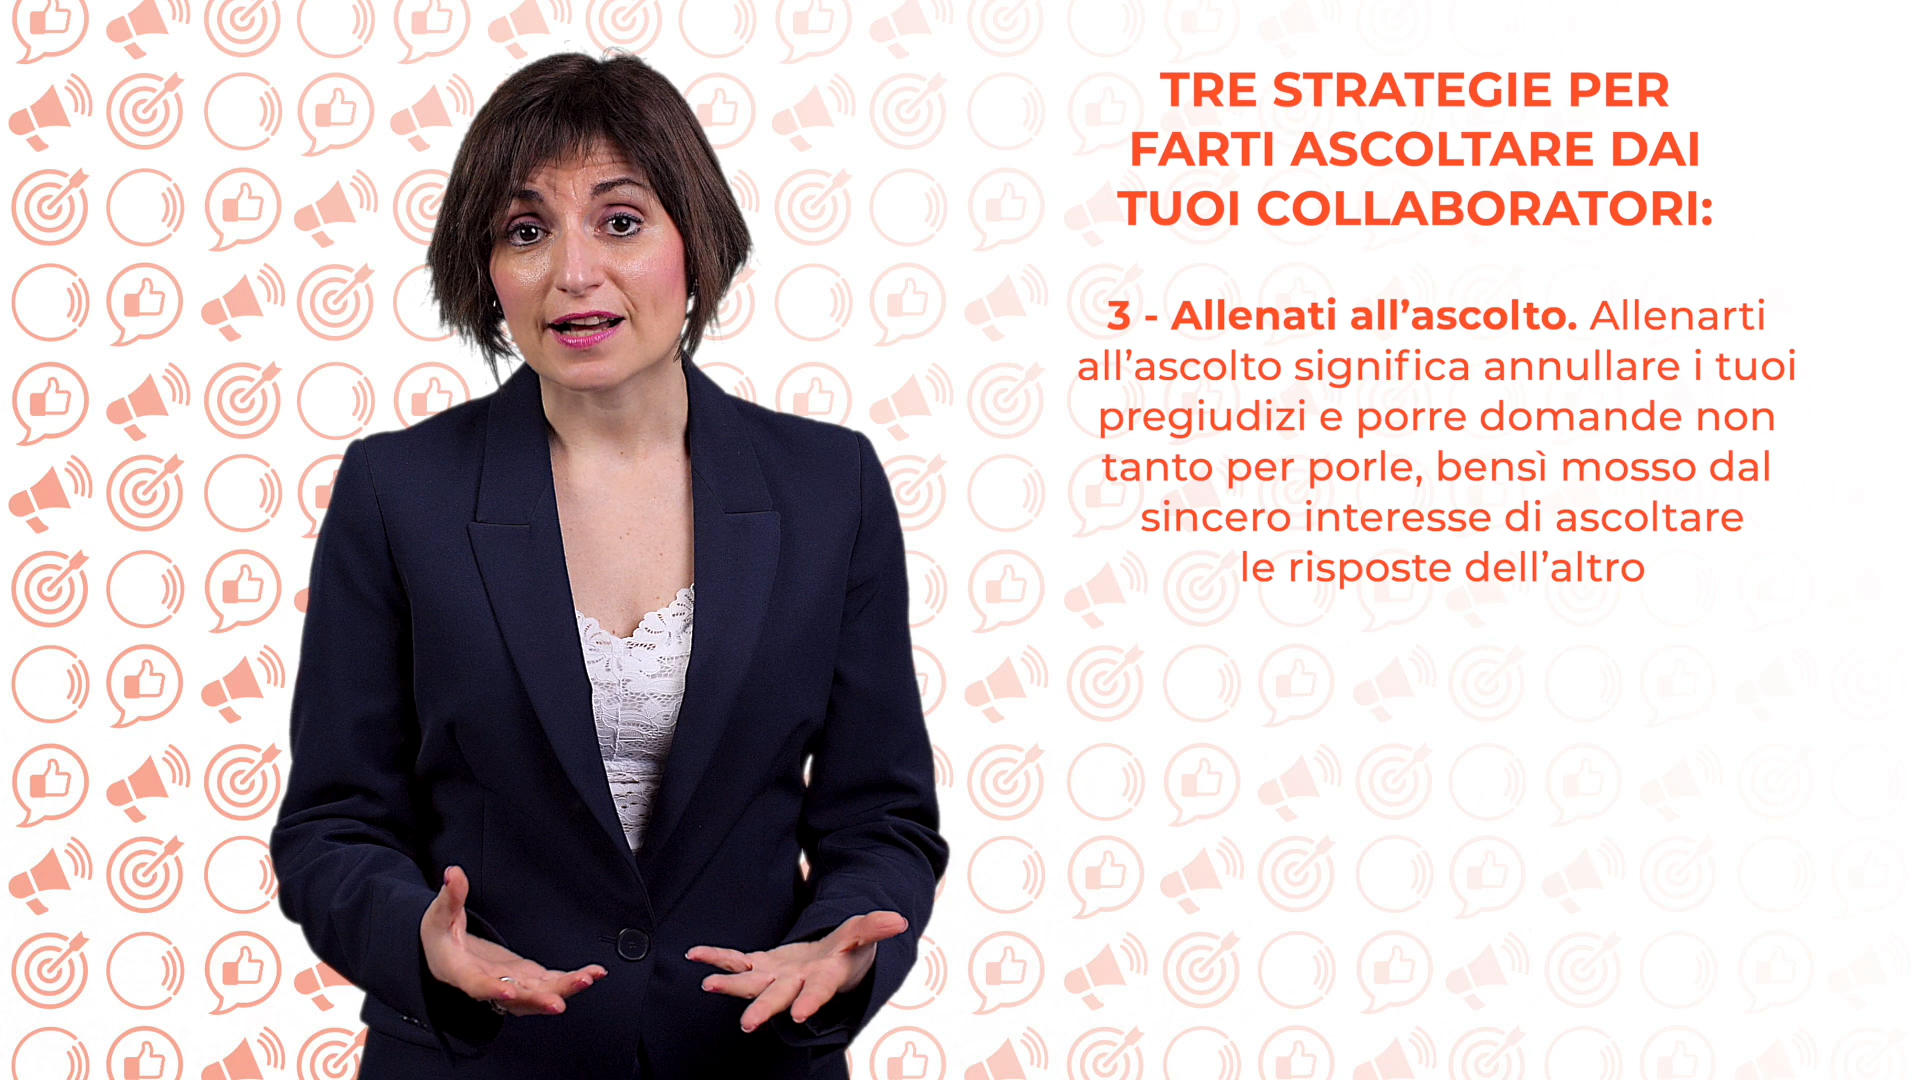 TRE STRATEGIE PER
FARTI ASCOLTARE DAI
TUOI COLLABORATORI:
3 - Allenati all’ascolto. Allenarti
all’ascolto significa annullare i tuoi
pregiudizi e porre domande non
tanto per porle, bensì mosso dal
sincero interesse di ascoltare
le risposte dell’altro